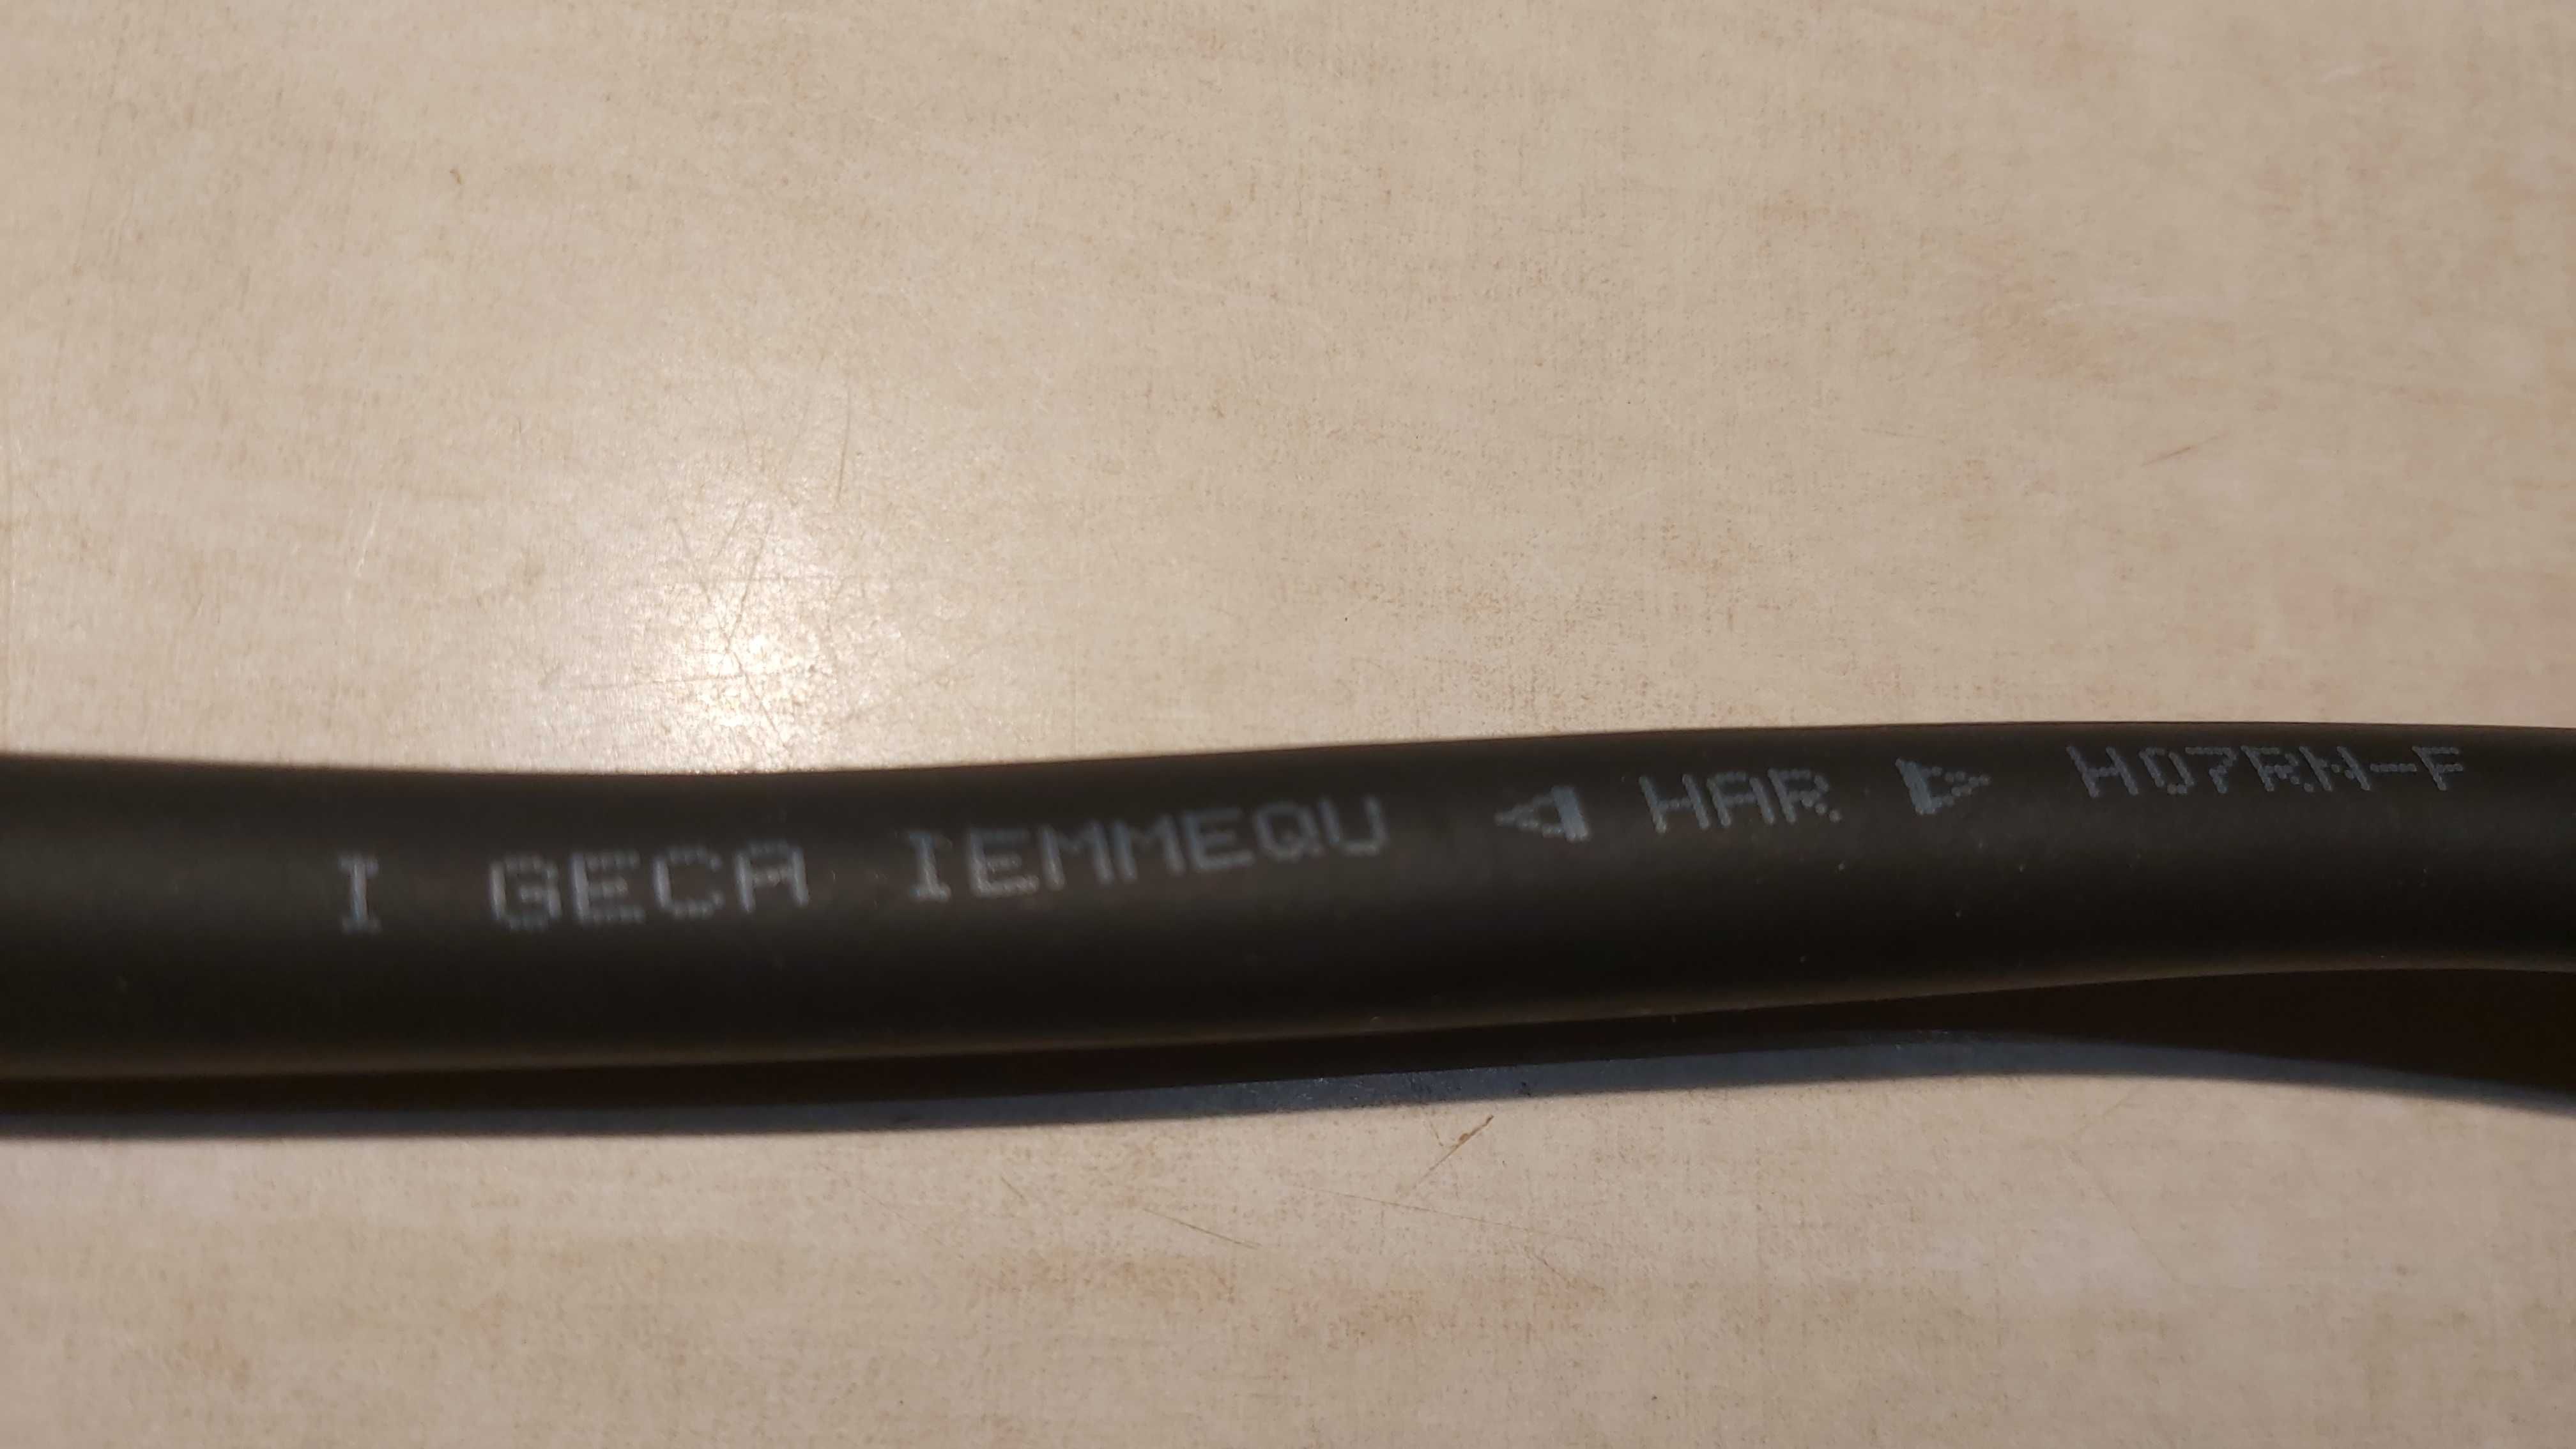 I GECA IEMMEQU ◁ HAR ▷ H07RN-F